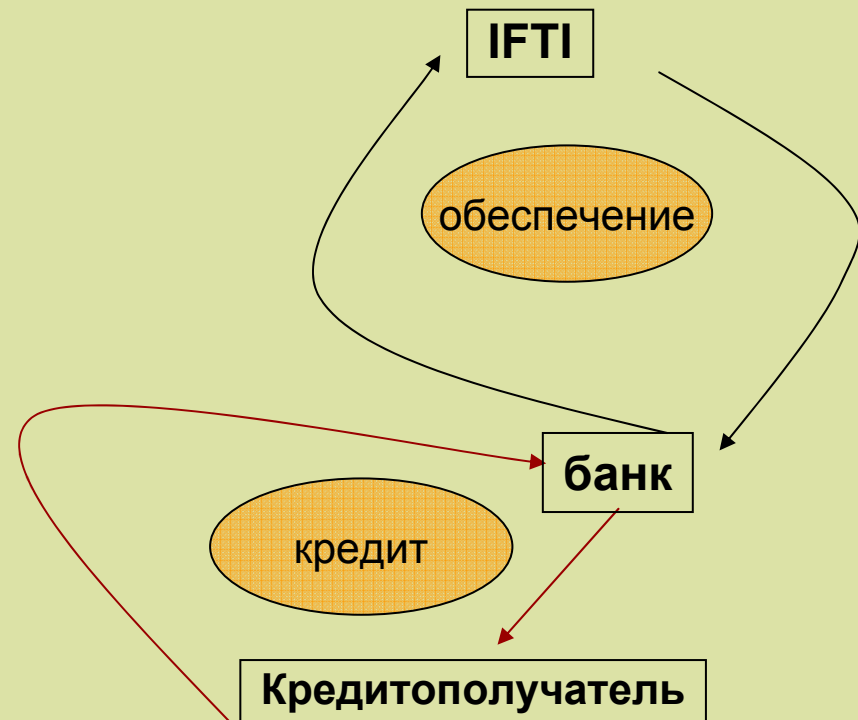 IFTI
обеспечение
банк
кредит
Кредитополучатель